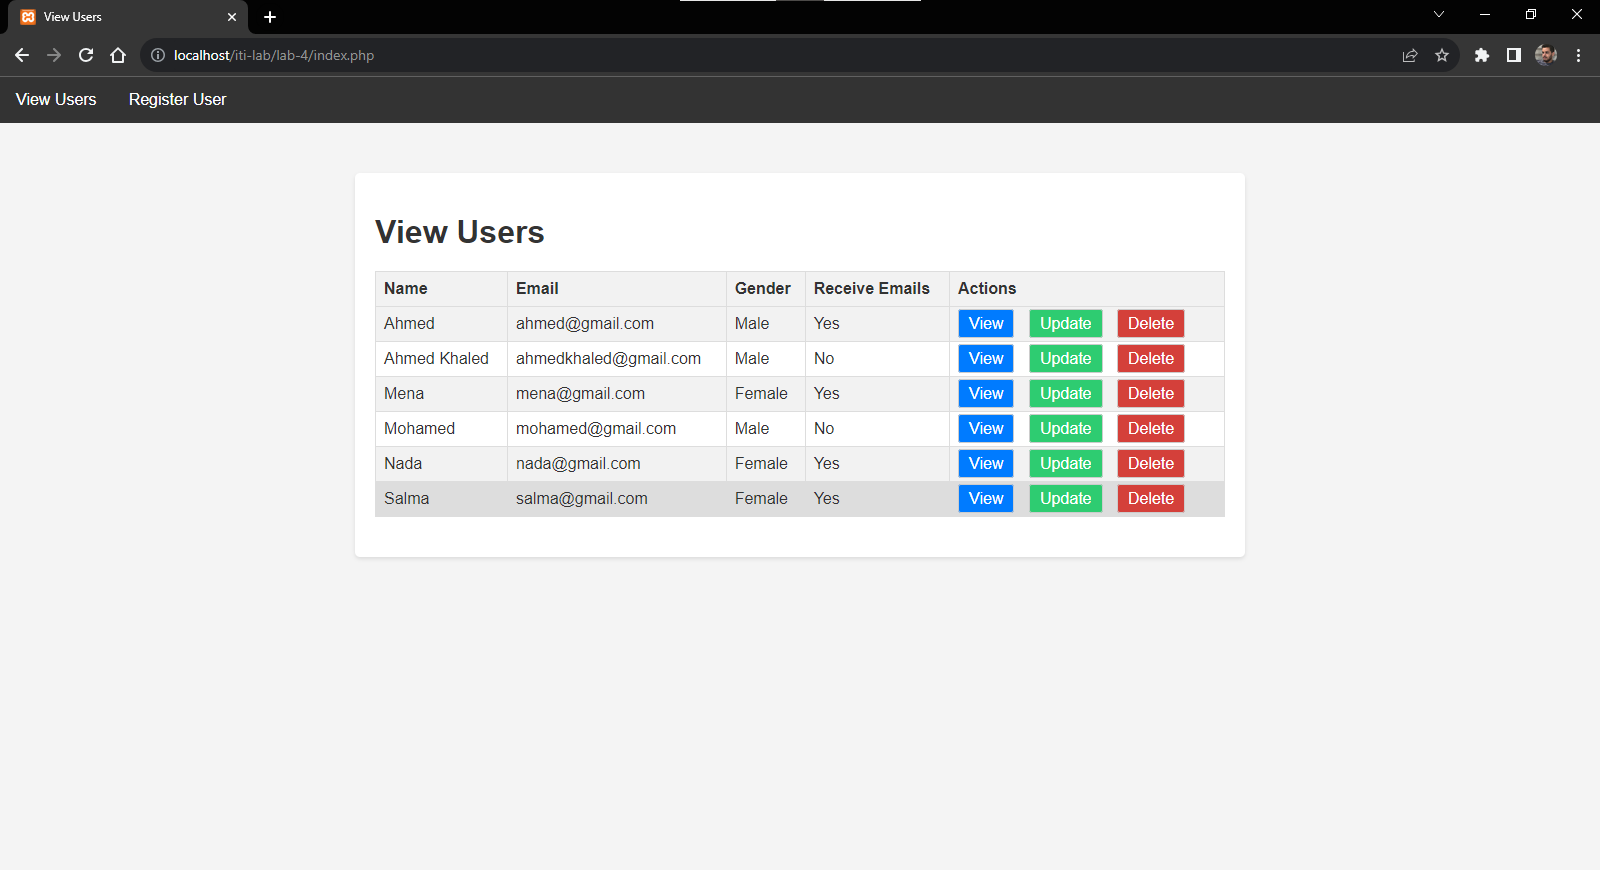 View Users
localhost/iti-lab/lab-4/index.php
View Users Register User
View Users
Name Email Gender Receive Emails Actions
Ahmed ahmed@gmail.com Male Yes View Update Delete
Ahmed Khaled ahmedkhaled@gmail.com Male No View Update Delete
Mena mena@gmail.com Female Yes View Update Delete
Mohamed mohamed@gmail.com Male No View Update Delete
Nada nada@gmail.com Female Yes View Update Delete
Salma salma@gmail.com Female Yes View Update Delete